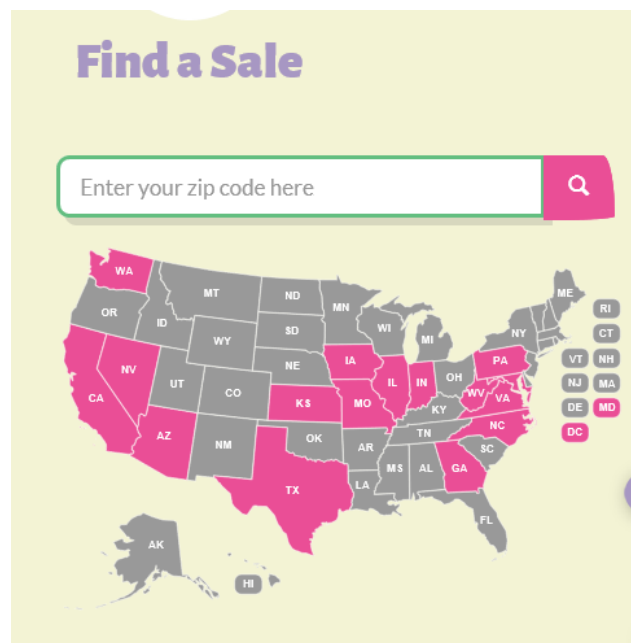 Find a Sale
Enter your zip code here
WA
MT
ND
MN
ME
RI
OR
ID
SD
WI
MI
NY
CT
WY
IA
PA
VT
NH
NV
UT
NE
IL
IN
OH
NJ
MA
CA
CO
KS
MO
WV
VA
KY
DE
MD
AZ
NM
OK
AR
TN
NC
DC
TX
LA
MS
AL
GA
SC
FL
AK
HI